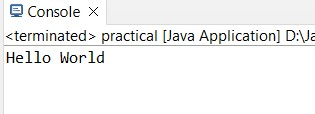 Console
<terminated> practical [Java Application] D:\Ja
Hello World